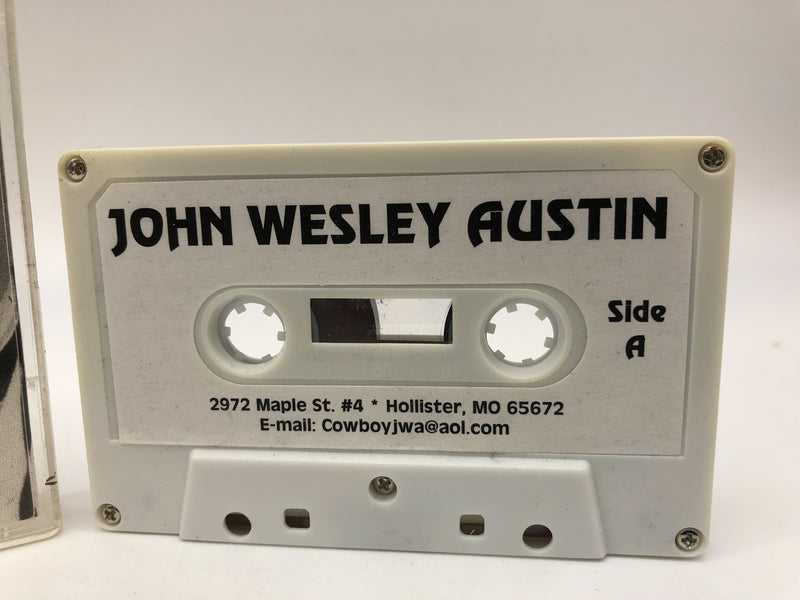 JOHN WESLEY AUSTIN
Side
A
2972 Maple St. #4 * Hollister, MO 65672
E-mail: Cowboyjwa@aol.com